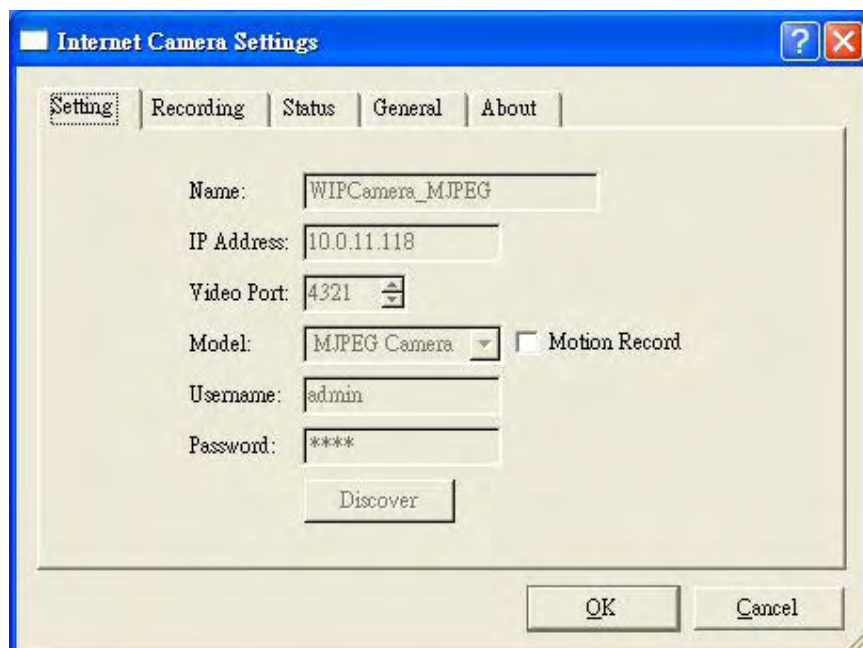 Internet Camera Settings
Setting Recording Status General About
Name: WIPCamera_MJPEG
IP Address: 10.0.11.118
Video Port: 4321
Model: MJPEG Camera Motion Record
Username: admin
Password: ****
Discover
OK Cancel